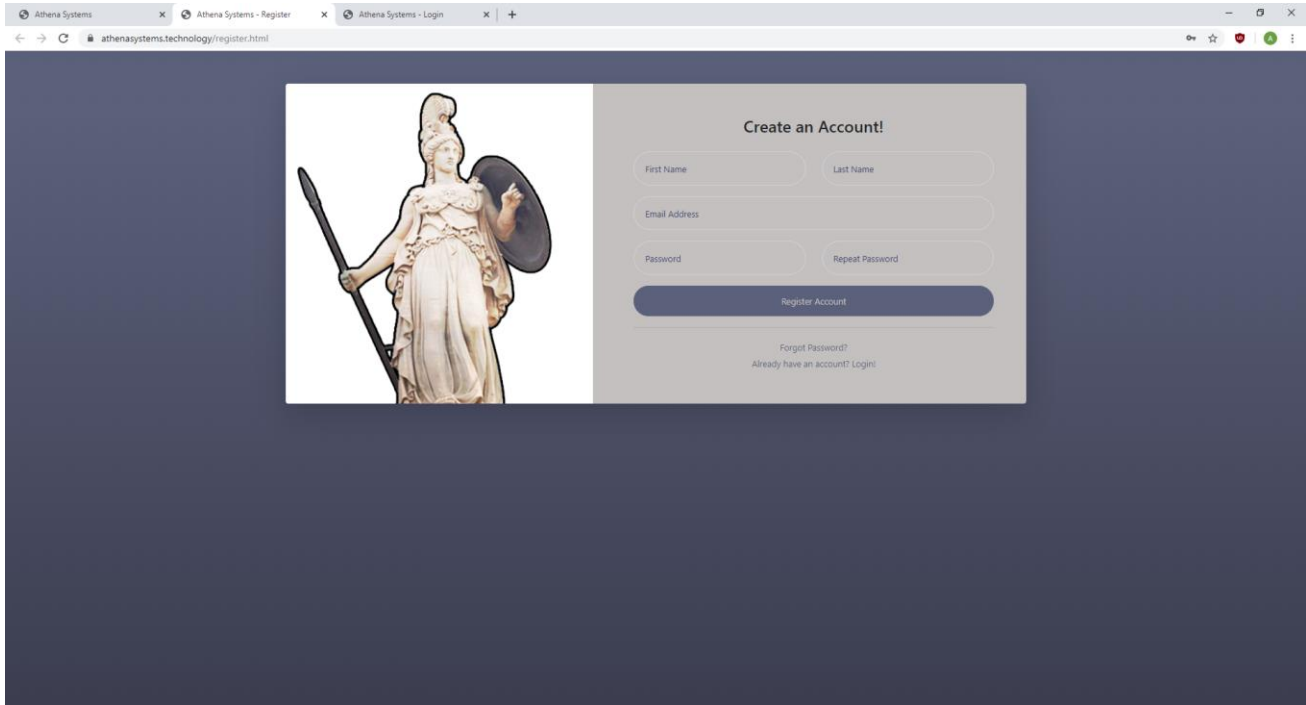 Athena Systems
Athena Systems - Register
Athena Systems - Login
athenasystems.technology/register.html
A
Create an Account!
First Name
Last Name
Email Address
Password
Repeat Password
Register Account
Forgot Password?
Already have an account? Login!